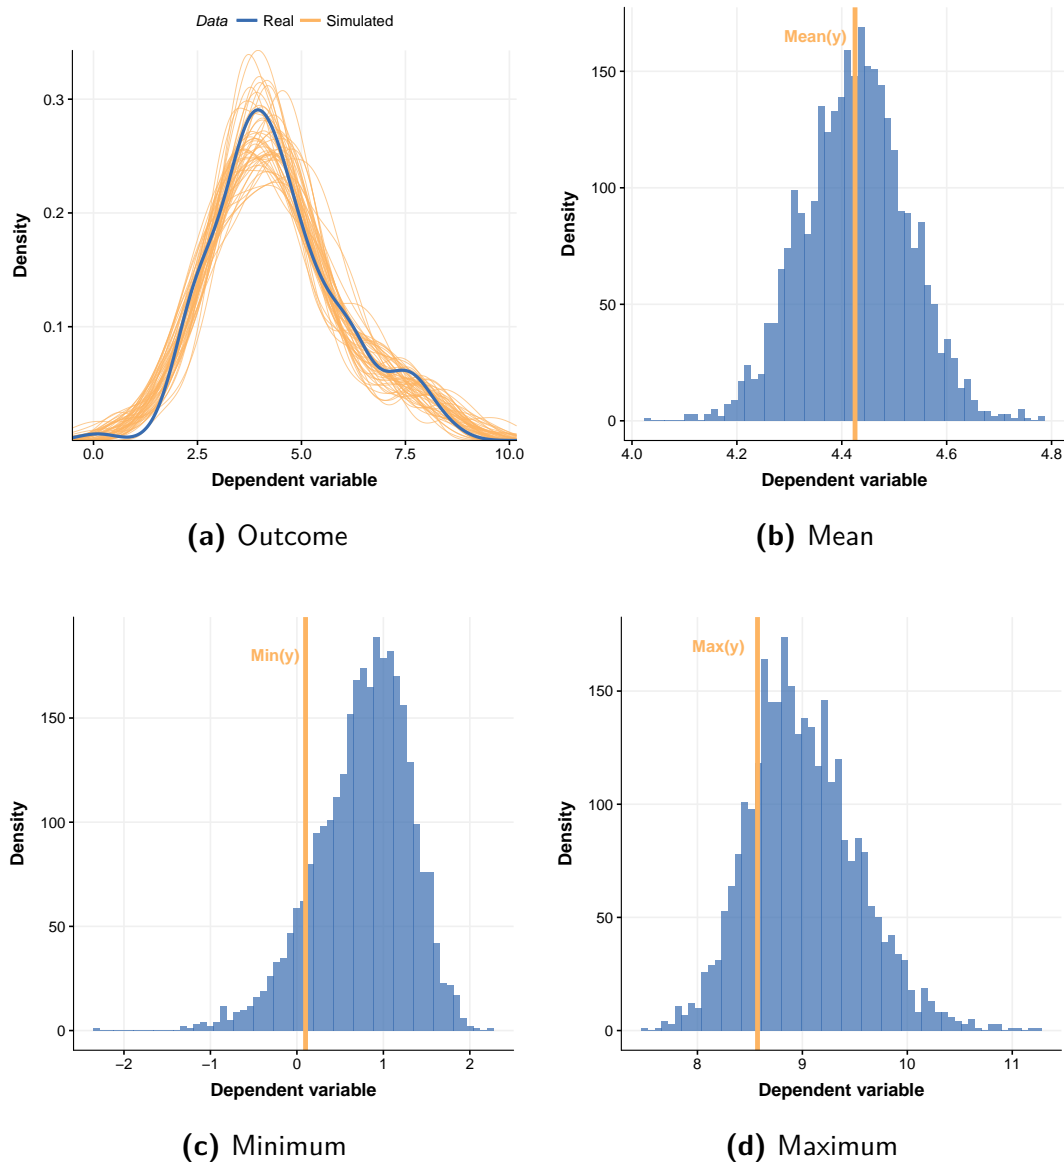 Data Real Simulated
0.3
0.2
0.1
Density
0.0 2.5 5.0 7.5 10.0
Dependent variable
(a) Outcome
Mean(y)
150
100
50
0
Density
4.0 4.2 4.4 4.6 4.8
Dependent variable
(b) Mean
Min(y)
150
100
50
0
Density
−2 −1 0 1 2
Dependent variable
(c) Minimum
Max(y)
150
100
50
0
Density
8 9 10 11
Dependent variable
(d) Maximum